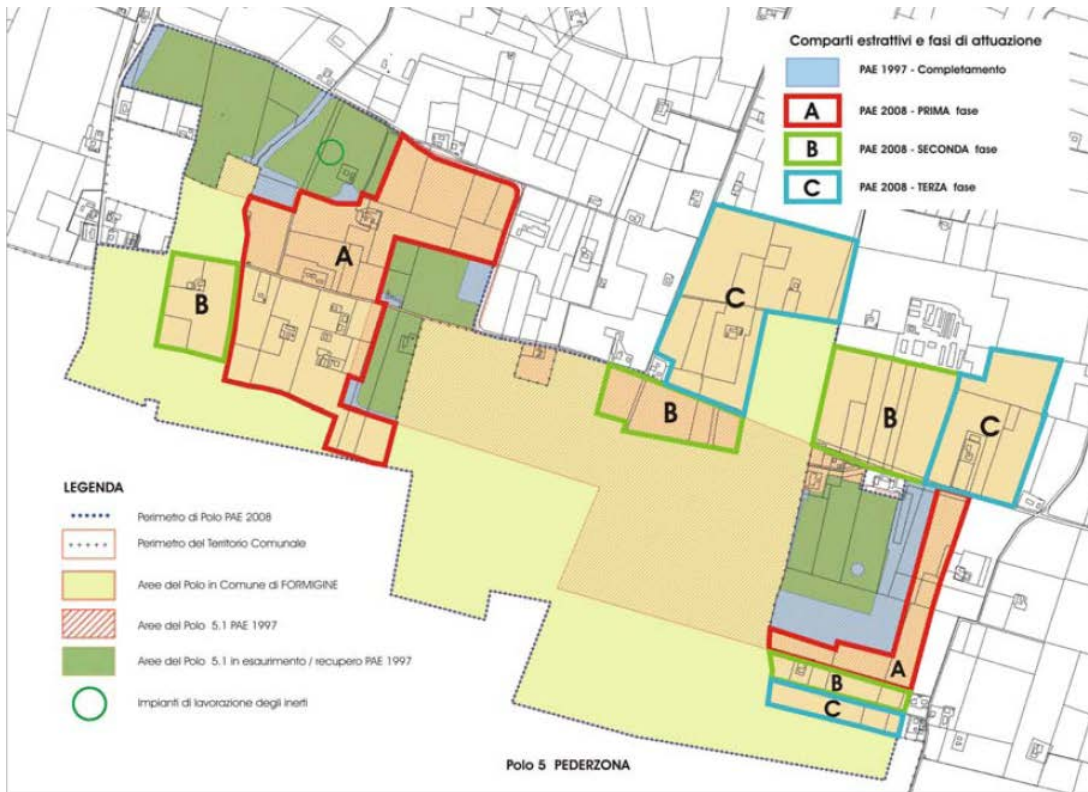 Comparti estrattivi e fasi di attuazione
PAE 1997 - Completamento
A PAE 2008 - PRIMA fase
B PAE 2008 - SECONDA fase
C PAE 2008 - TERZA fase
A
B
C
B
B
C
A
B
C
LEGENDA
Perimetro di Polo PAE 2008
Perimetro del Territorio Comunale
Aree del Polo in Comune di FORMIGINE
Aree del Polo 5.1 PAE 1997
Aree del Polo 5.1 in esaurimento / recupero PAE 1997
Impianti di lavorazione degli inerti
Polo 5 PEDERZONA